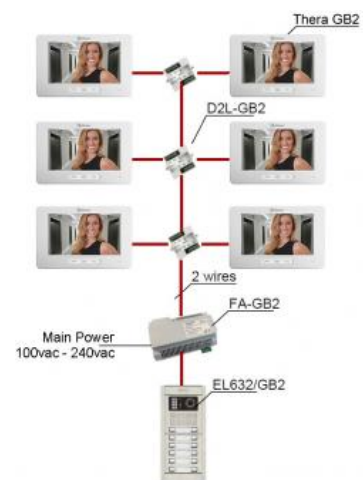 Thera GB2
D2L-GB2
2 wires
FA-GB2
Main Power
100vac - 240vac
EL632/GB2